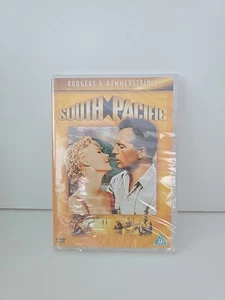 RODGERS & HAMMERSTEIN'S
SOUTH PACIFIC
U